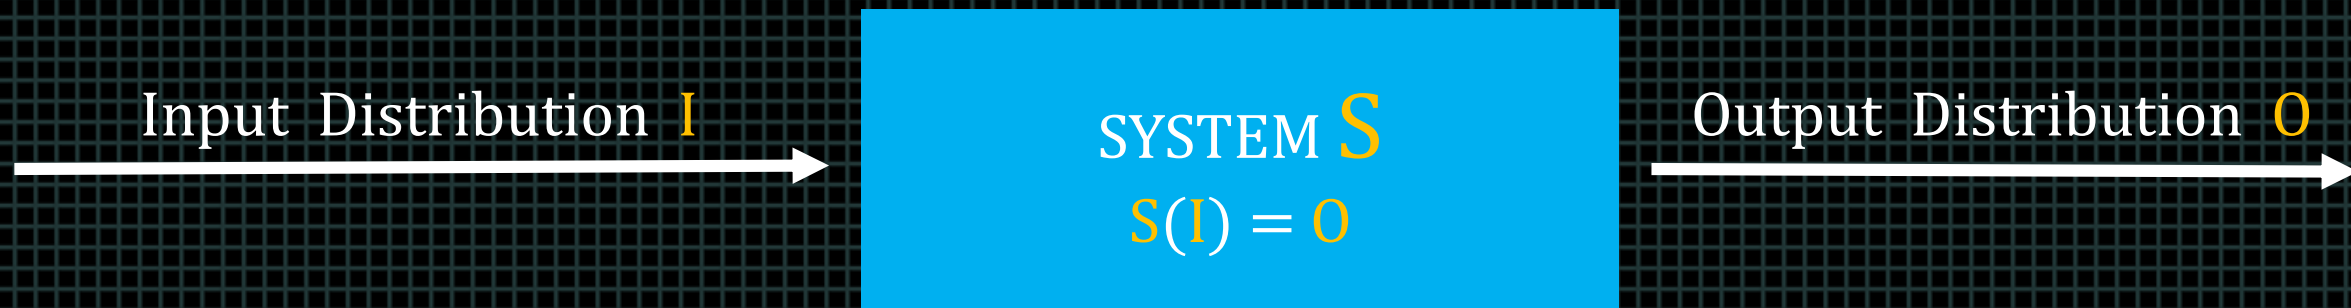 Input Distribution I
SYSTEM S
S(I) = O
Output Distribution O